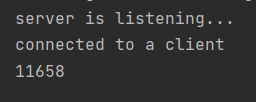 server is listening...
connected to a client
11658